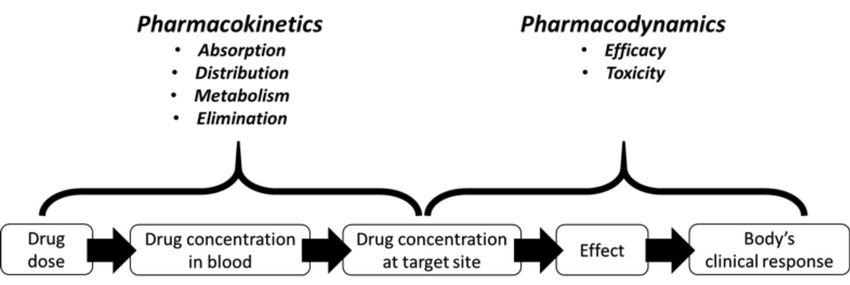 Pharmacokinetics
• Absorption
• Distribution
• Metabolism
• Elimination
Pharmacodynamics
• Efficacy
• Toxicity
Drug
dose
Drug concentration
in blood
Drug concentration
at target site
Effect
Body's
clinical response